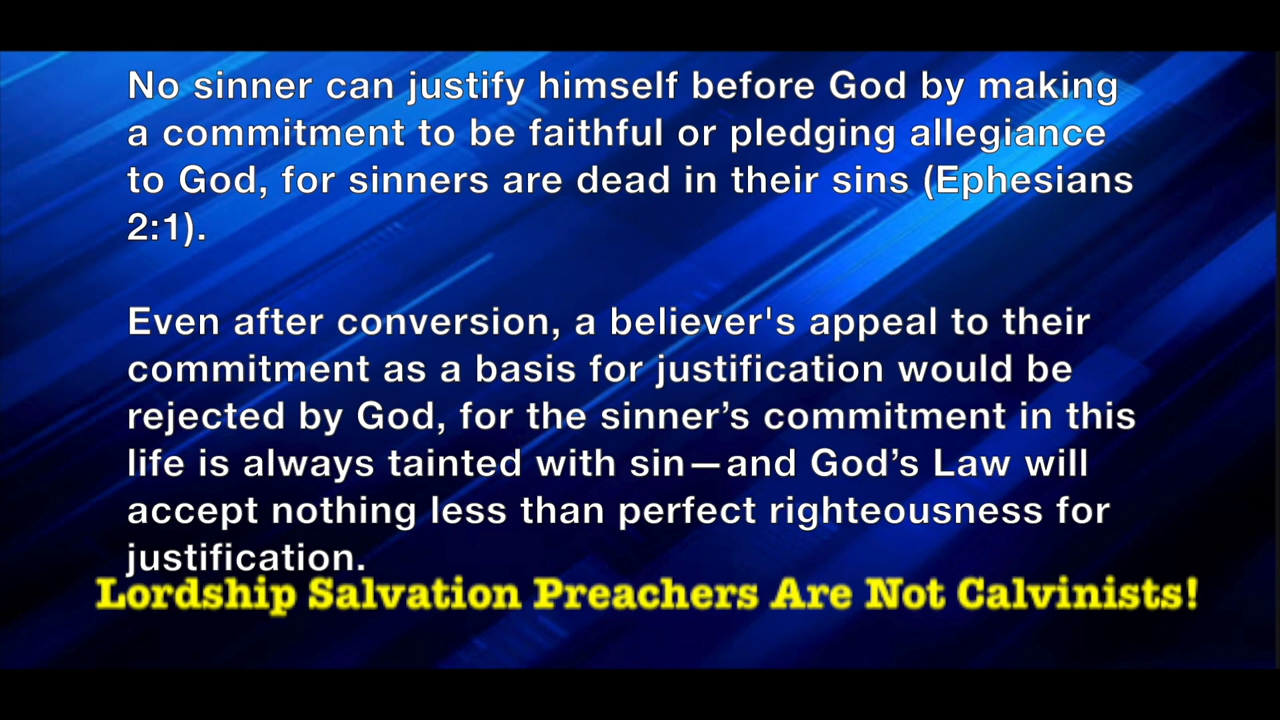 No sinner can justify himself before God by making
a commitment to be faithful or pledging allegiance
to God, for sinners are dead in their sins (Ephesians
2:1).
Even after conversion, a believer's appeal to their
commitment as a basis for justification would be
rejected by God, for the sinner’s commitment in this
life is always tainted with sin—and God’s Law will
accept nothing less than perfect righteousness for
justification.
Lordship Salvation Preachers Are Not Calvinists!